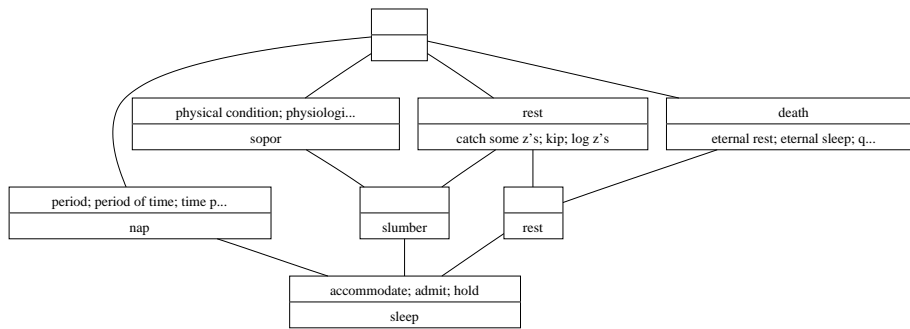 physical condition; physiologi...
sopor
rest
catch some z's; kip; log z's
death
eternal rest; eternal sleep; q...
period; period of time; time p...
nap
slumber
rest
accommodate; admit; hold
sleep